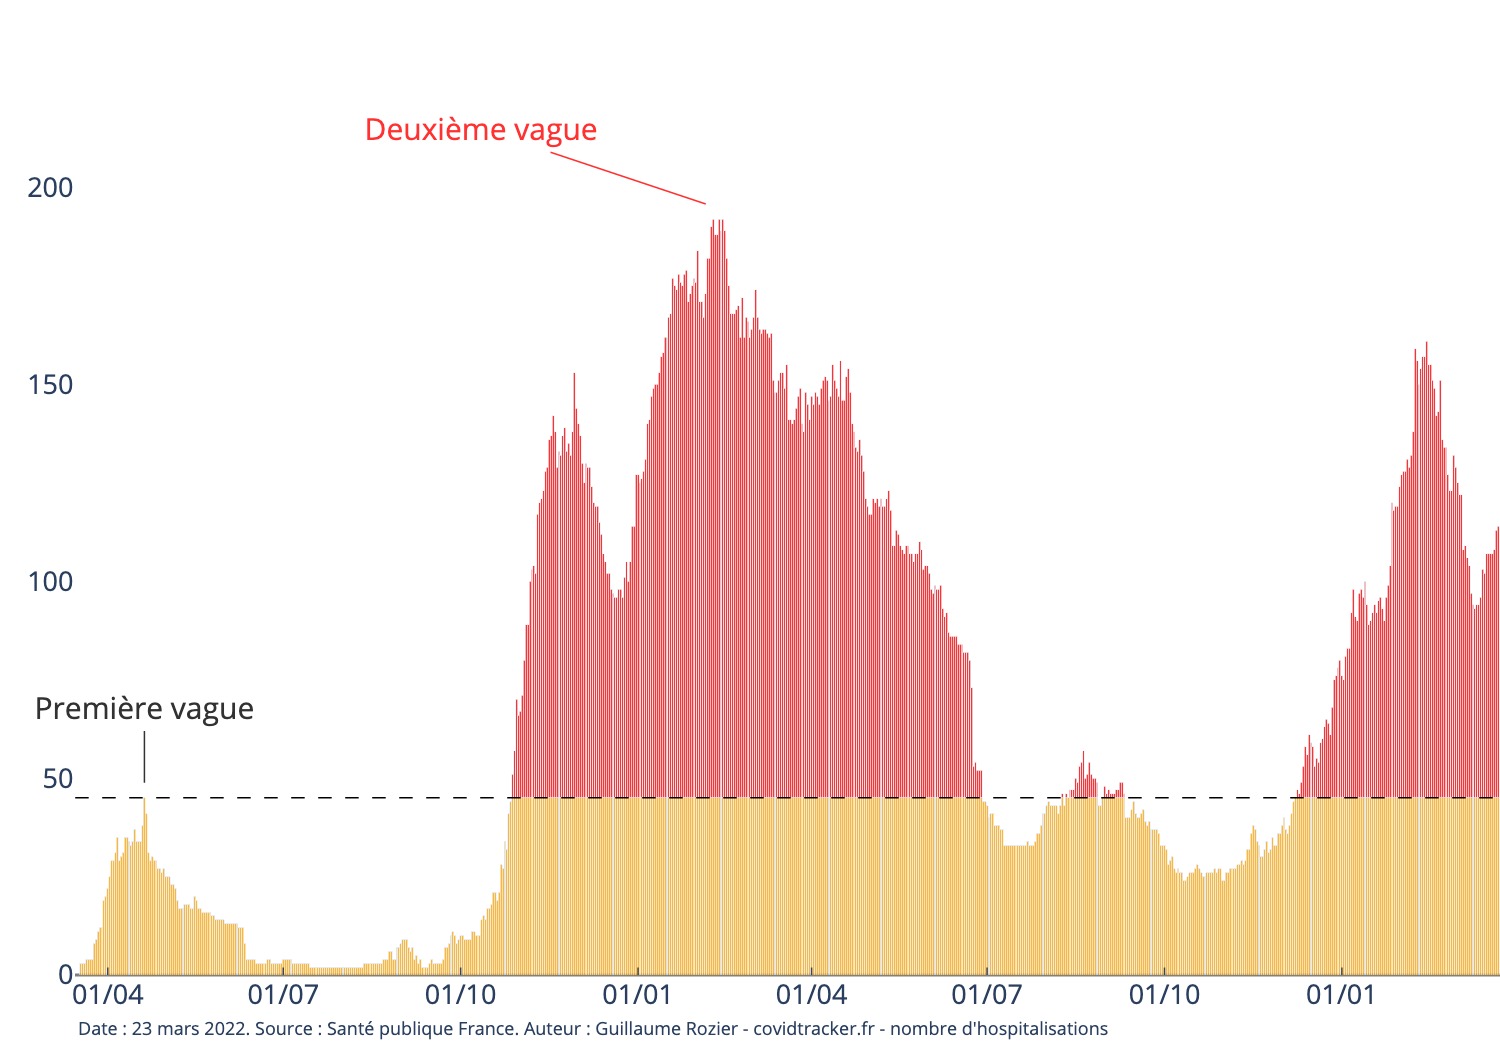 Deuxième vague
200
150
100
Première vague
50
0
01/04 01/07 01/10 01/01 01/04 01/07 01/10 01/01
Date : 23 mars 2022. Source : Santé publique France. Auteur : Guillaume Rozier - covidtracker.fr - nombre d'hospitalisations